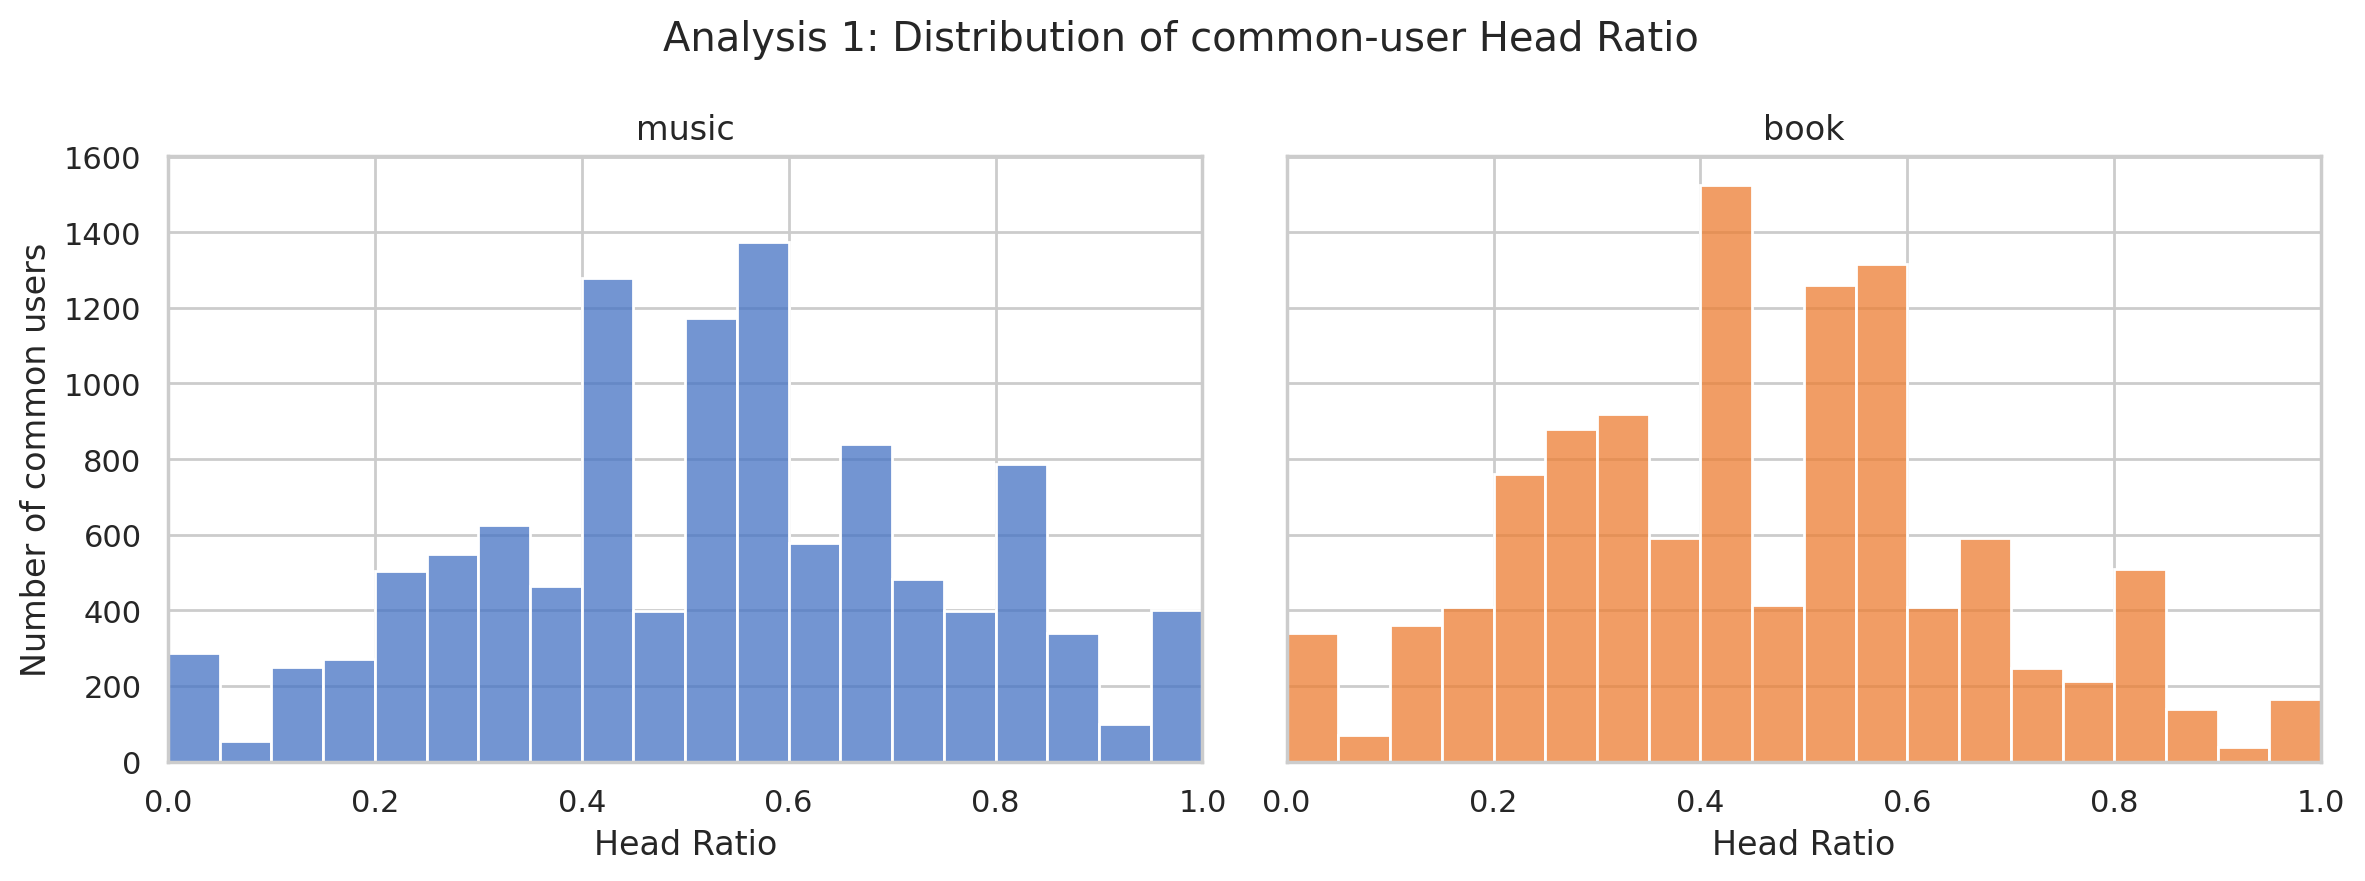 Analysis 1: Distribution of common-user Head Ratio
music
book
Number of common users
1600
1400
1200
1000
800
600
400
200
0
0.0 0.2 0.4 0.6 0.8 1.0
0.0 0.2 0.4 0.6 0.8 1.0
Head Ratio
Head Ratio